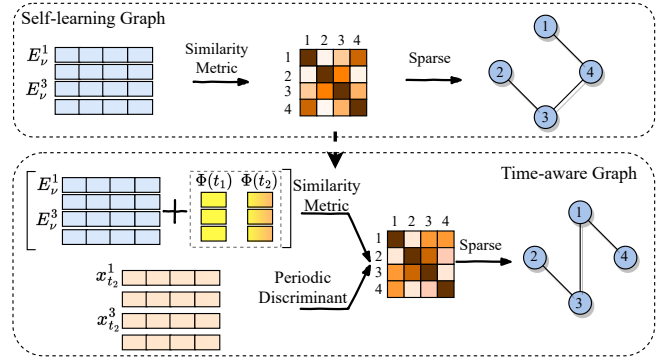 Self-learning Graph
E_ν^1
E_ν^3
Similarity
Metric
1 2 3 4
1
2
3
4
Sparse
1
2
4
3
Time-aware Graph
E_ν^1
E_ν^3
+
Φ(t_1) Φ(t_2)
Similarity
Metric
x_{t_2}^1
x_{t_2}^3
Periodic
Discriminant
1 2 3 4
1
2
3
4
Sparse
1
2
4
3